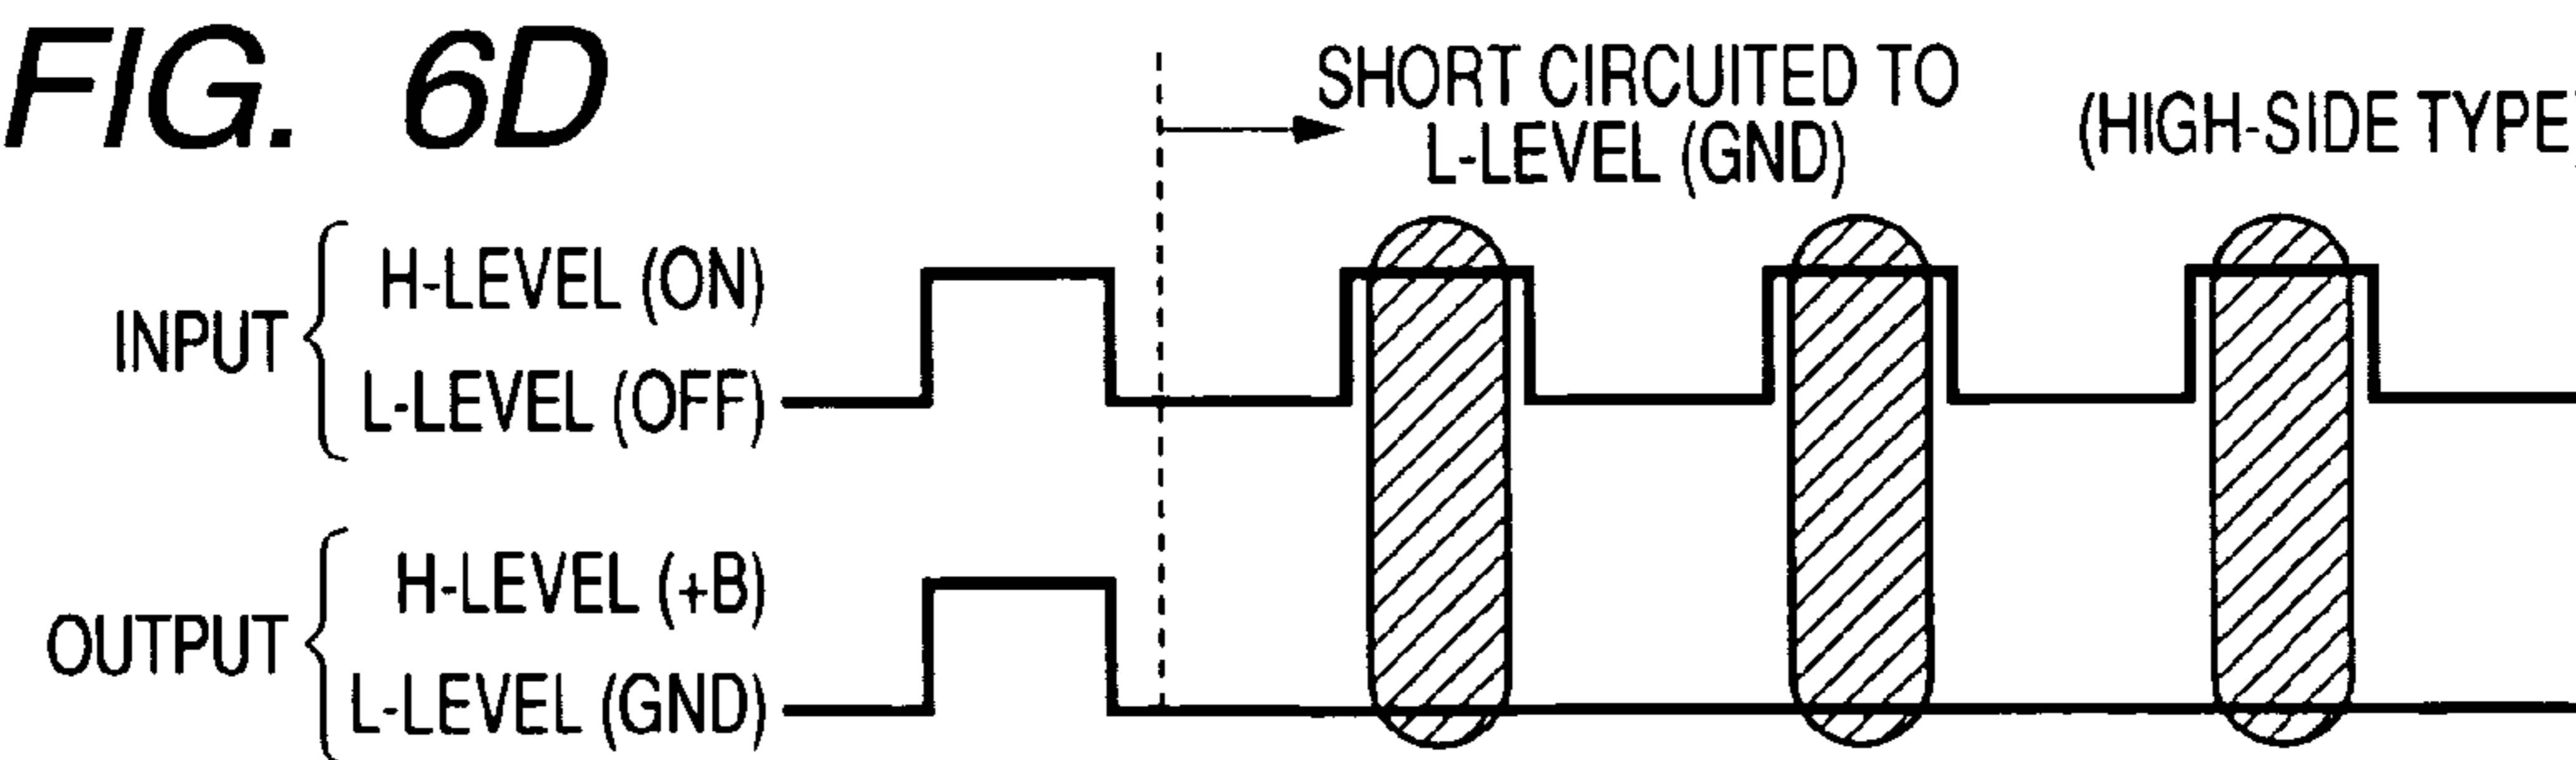 FIG. 6D
SHORT CIRCUITED TO
L-LEVEL (GND)
(HIGH-SIDE TYPE)
INPUT
H-LEVEL (ON)
L-LEVEL (OFF)
OUTPUT
H-LEVEL (+B)
L-LEVEL (GND)